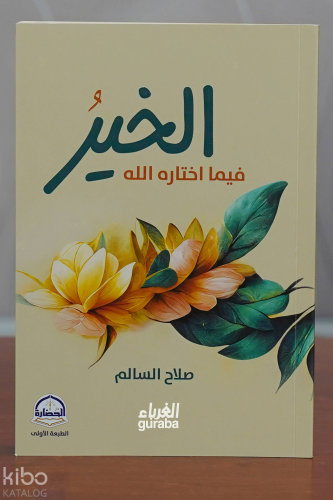 الخيرُ
فيما اختاره الله
صلاح السالم
الغرباء
guraba
الحضارة
الطبعة الأولى
kibo
KATALOG